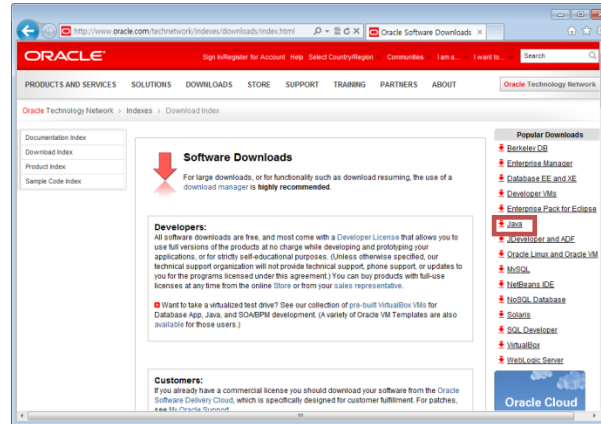 http://www.oracle.com/technetwork/indexes/downloads/index.html
Oracle Software Downloads
ORACLE
Sign In/Register for Account Help Select Country/Region Communities I am a... I want to... Search
PRODUCTS AND SERVICES SOLUTIONS DOWNLOADS STORE SUPPORT TRAINING PARTNERS ABOUT Oracle Technology Network
Oracle Technology Network > Indexes > Download Index
Documentation Index
Download Index
Product Index
Sample Code Index
Software Downloads
For large downloads, or for functionality such as download resuming, the use of a
download manager is highly recommended.
Developers:
All software downloads are free, and most come with a Developer License that allows you to
use full versions of the products at no charge while developing and prototyping your
applications, or for strictly self-educational purposes. (Unless otherwise specified, our
technical support organization will not provide technical support, phone support, or updates to
you for the programs licensed under this agreement.) You can buy products with full-use
licenses at any time from the online Store or from your sales representative.
Want to take a virtualized test drive? See our collection of pre-built VirtualBox VMs for
Database App, Java, and SOA/BPM development. (A variety of Oracle VM Templates are also
available for those users.)
Customers:
If you already have a commercial license you should download your software from the Oracle
Software Delivery Cloud, which is specifically designed for customer fulfillment. For patches,
see My Oracle Support.
Popular Downloads
Berkeley DB
Enterprise Manager
Database EE and XE
Developer VMs
Enterprise Pack for Eclipse
Java
JDeveloper and ADF
Oracle Linux and Oracle VM
MySQL
NetBeans IDE
NoSQL Database
Solaris
SQL Developer
VirtualBox
WebLogic Server
Oracle Cloud